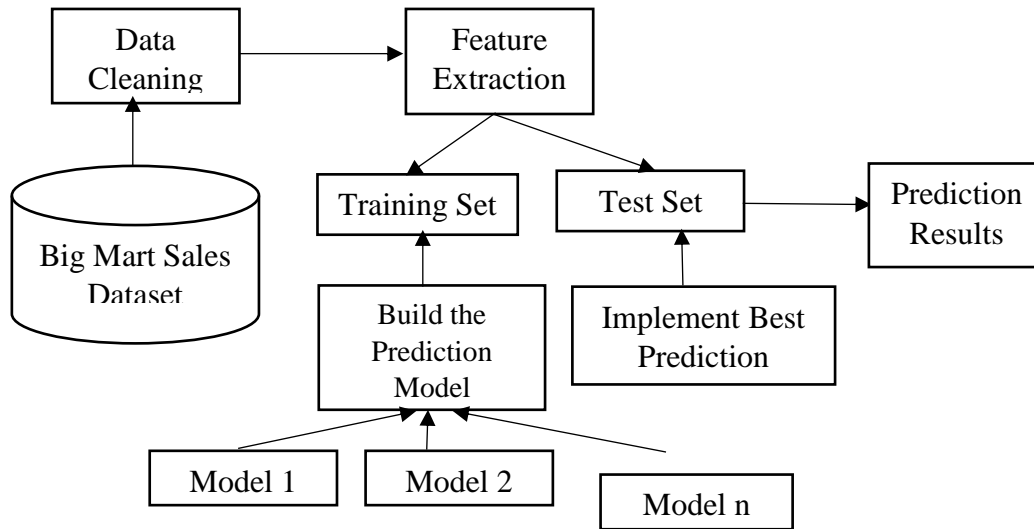 Data
Cleaning
Feature
Extraction
Big Mart Sales
Dataset
Training Set
Test Set
Prediction
Results
Build the
Prediction
Model
Implement Best
Prediction
Model 1
Model 2
Model n